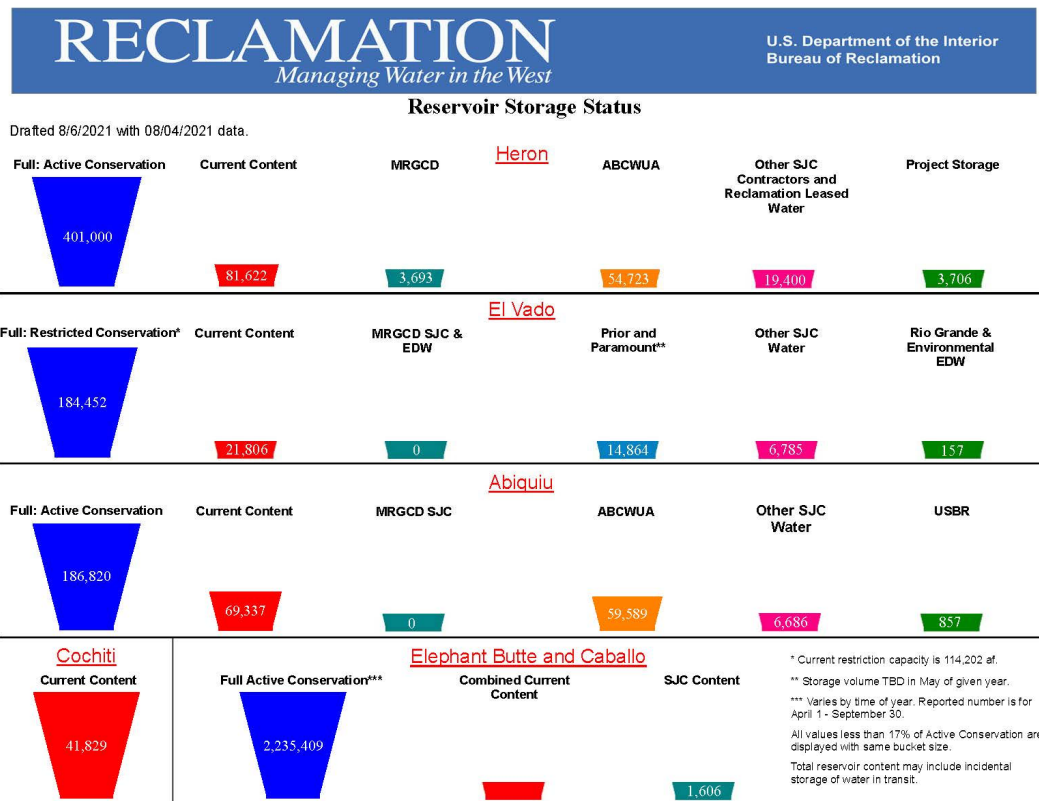 RECLAMATION
Managing Water in the West
U.S. Department of the Interior
Bureau of Reclamation
Reservoir Storage Status
Drafted 8/6/2021 with 08/04/2021 data.
Heron
Full: Active Conservation
Current Content
MRGCD
ABCWUA
Other SJC
Contractors and
Reclamation Leased
Water
Project Storage
401,000
81,622
3,693
54,723
19,400
3,706
El Vado
Full: Restricted Conservation*
Current Content
MRGCD SJC &
EDW
Prior and
Paramount**
Other SJC
Water
Rio Grande &
Environmental
EDW
184,452
21,806
0
14,864
6,785
157
Abiquiu
Full: Active Conservation
Current Content
MRGCD SJC
ABCWUA
Other SJC
Water
USBR
186,820
69,337
0
59,589
6,686
857
Cochiti
Current Content
41,829
Elephant Butte and Caballo
Full Active Conservation***
Combined Current
Content
SJC Content
2,235,409
1,606
* Current restriction capacity is 114,202 af.
** Storage volume TBD in May of given year.
*** Varies by time of year. Reported number is for
April 1 - September 30.
All values less than 17% of Active Conservation are
displayed with same bucket size.
Total reservoir content may include incidental
storage of water in transit.